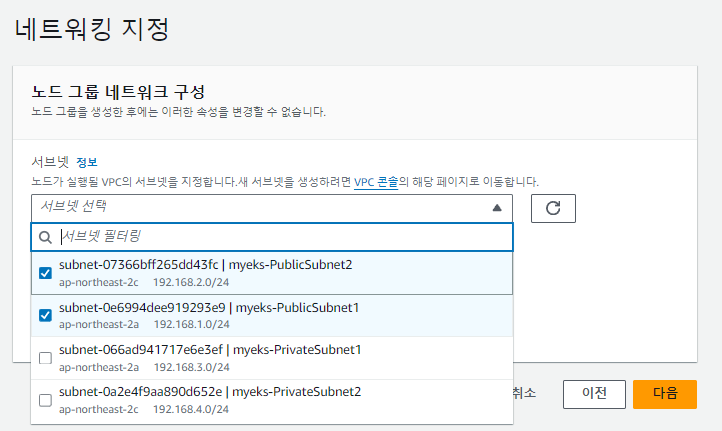 네트워킹 지정
노드 그룹 네트워크 구성
노드 그룹을 생성한 후에는 이러한 속성을 변경할 수 없습니다.
서브넷 정보
노드가 실행될 VPC의 서브넷을 지정합니다.새 서브넷을 생성하려면 VPC 콘솔의 해당 페이지로 이동합니다.
서브넷 선택
서브넷 필터링
subnet-07366bff265dd43fc | myeks-PublicSubnet2
ap-northeast-2c 192.168.2.0/24
subnet-0e6994dee919293e9 | myeks-PublicSubnet1
ap-northeast-2a 192.168.1.0/24
subnet-066ad941717e6e3ef | myeks-PrivateSubnet1
ap-northeast-2a 192.168.3.0/24
subnet-0a2e4f9aa890d652e | myeks-PrivateSubnet2
ap-northeast-2c 192.168.4.0/24
취소 이전 다음